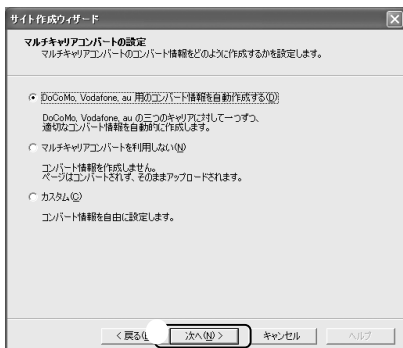 サイト作成ウィザード
マルチキャリアコンバートの設定
マルチキャリアコンバートのコンバート情報をどのように作成するかを設定します。
DoCoMo, Vodafone, au 用のコンバート情報を自動作成する(D)
DoCoMo, Vodafone, au の三つのキャリアに対して一つずつ、
適切なコンバート情報を自動的に作成します。
マルチキャリアコンバートを利用しない(N)
コンバート情報を作成しません。
ページはコンバートされず、そのままアップロードされます。
カスタム(C)
コンバート情報を自由に設定します。
< 戻る( 次へ(N) > キャンセル ヘルプ